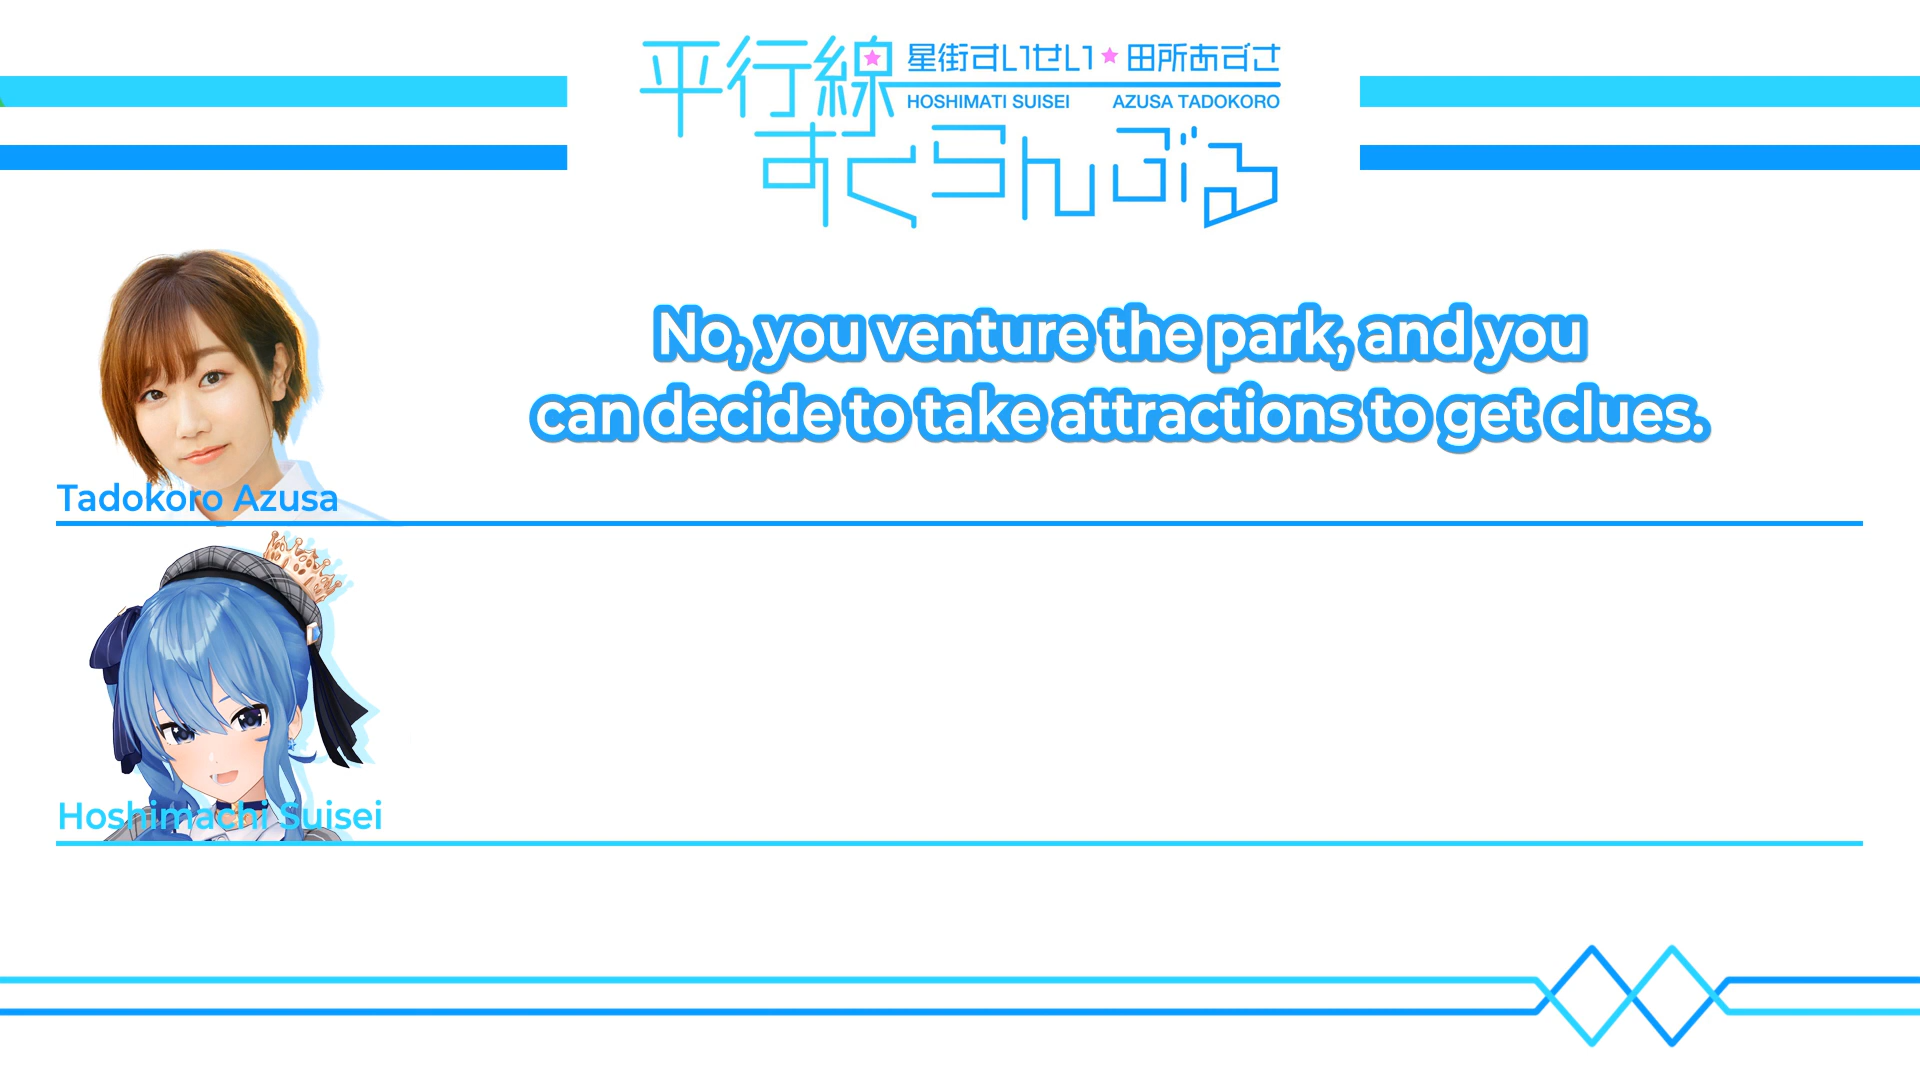 平行線
星街すいせい★田所あずさ
HOSHIMATI SUISEI AZUSA TADOKORO
すくらんぶる
No, you venture the park, and you
can decide to take attractions to get clues.
Tadokoro Azusa
Hoshimachi Suisei